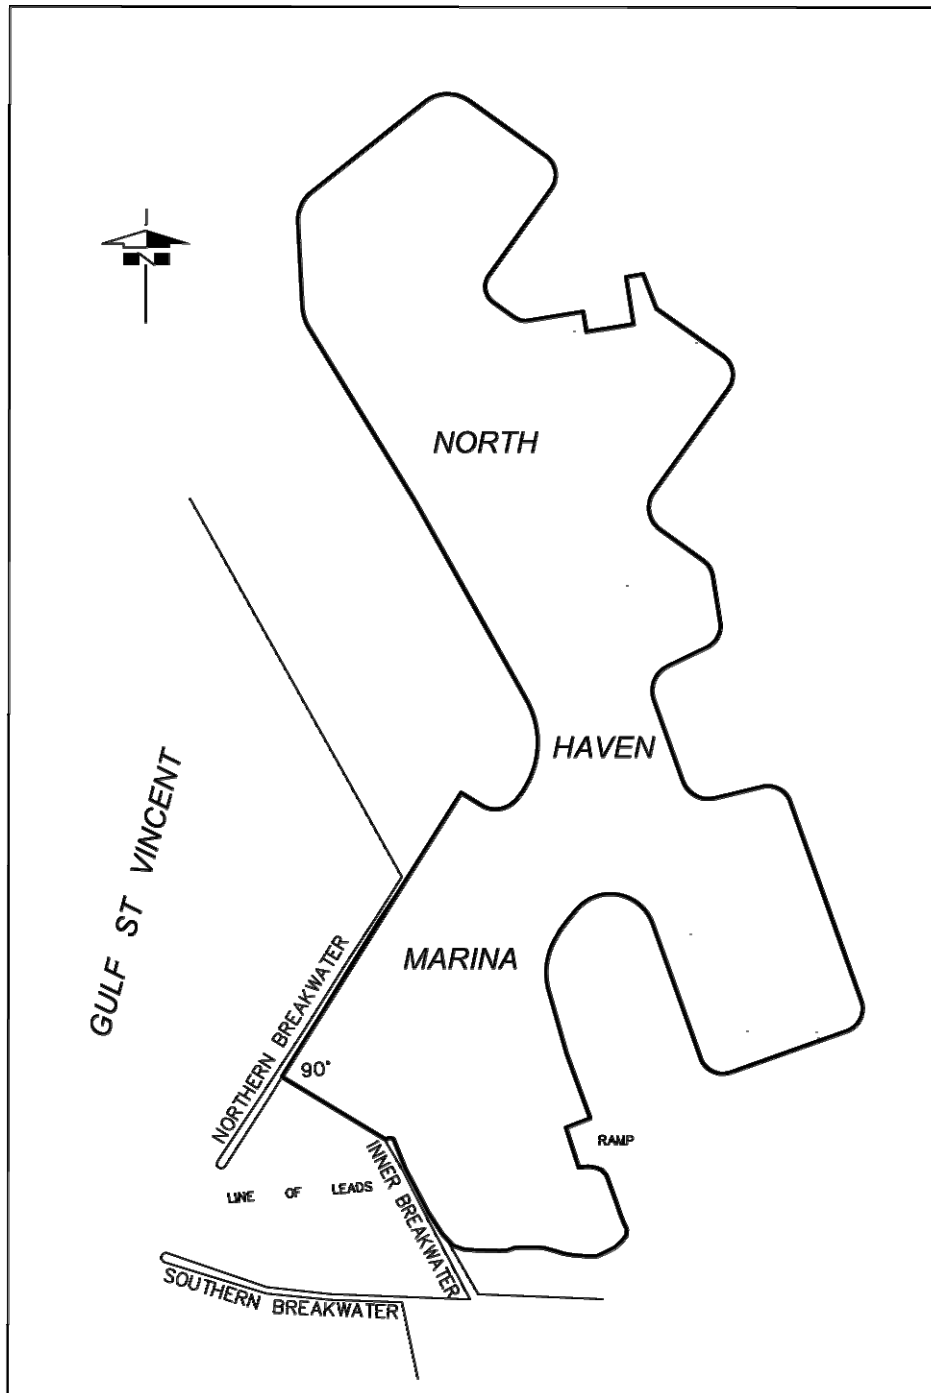 N
NORTH
HAVEN
GULF ST VINCENT
MARINA
NORTHERN BREAKWATER
90°
RAMP
INNER BREAKWATER
LINE OF LEADS
SOUTHERN BREAKWATER